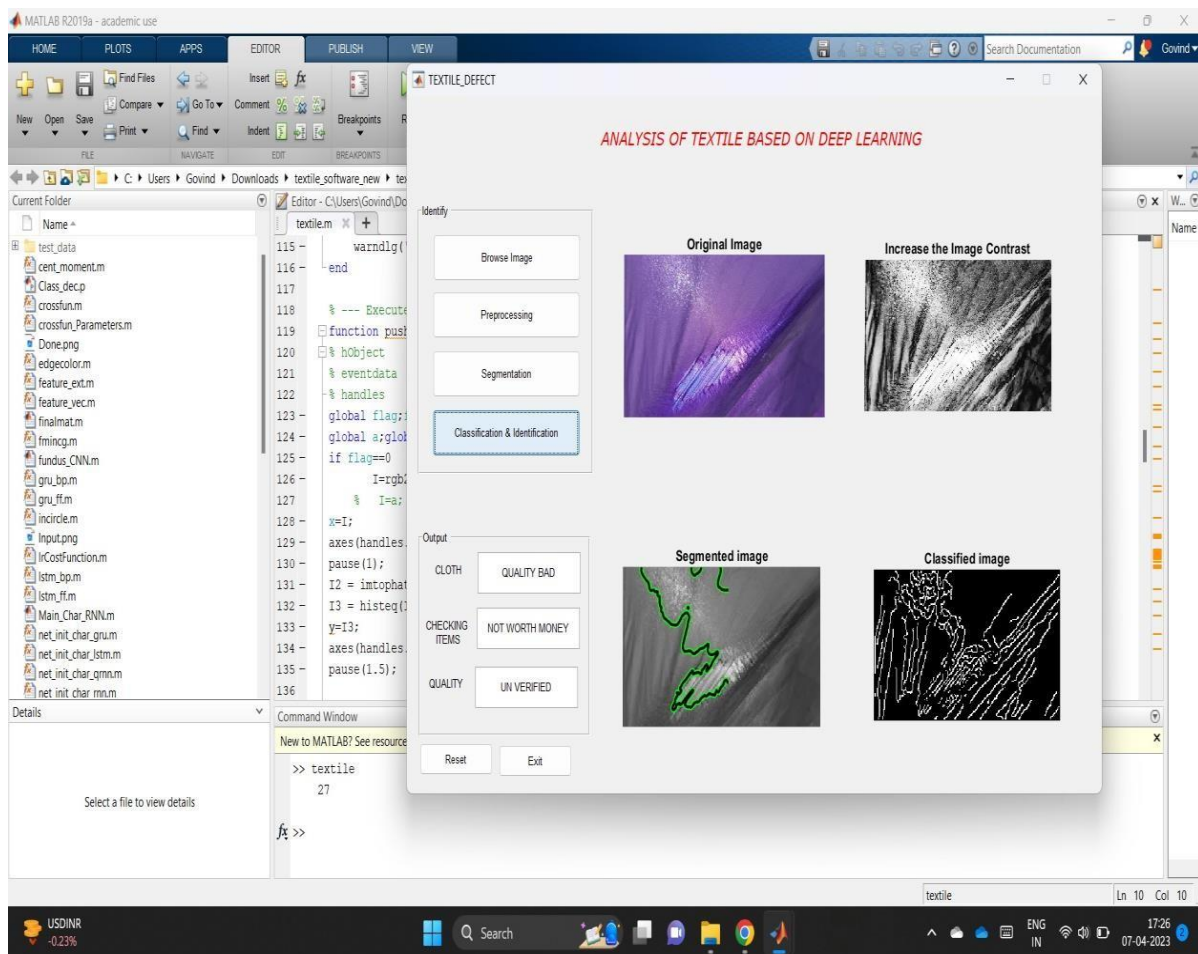 MATLAB R2019a - academic use
HOME PLOTS APPS EDITOR PUBLISH VIEW
Search Documentation
Govind
New
Open
Save
Find Files
Compare
Print
FILE
Go To
Find
NAVIGATE
Insert fx
Comment
Indent
EDIT
Breakpoints
BREAKPOINTS
C: Users Govind Downloads textile_software_new
Current Folder
Name
test_data
cent_moment.m
Class_dec.p
crossfun.m
crossfun_Parameters.m
Done.png
edgecolor.m
feature_ext.m
feature_vec.m
finalmat.m
fmincg.m
fundus_CNN.m
gru_bp.m
gru_ff.m
incircle.m
Input.png
lrCostFunction.m
lstm_bp.m
lstm_ff.m
Main_Char_RNN.m
net_init_char_gru.m
net_init_char_lstm.m
net_init_char_qrnn.m
net_init_char_rnn.m
Details
Select a file to view details
Editor - C:\Users\Govind\Do
textile.m
115 - warndlg('
116 - end
117
118 % --- Execute
119 function push
120 % hObject
121 % eventdata
122 % handles
123 - global flag;
124 - global a;glob
125 - if flag==0
126 - I=rgb2
127 % I=a;
128 - x=I;
129 - axes(handles.
130 - pause(1);
131 - I2 = imtophat
132 - I3 = histeq(I
133 - y=I3;
134 - axes(handles.
135 - pause(1.5);
136
Command Window
New to MATLAB? See resource
>> textile
27
fx >>
TEXTILE_DEFECT
ANALYSIS OF TEXTILE BASED ON DEEP LEARNING
Identify
Browse Image
Preprocessing
Segmentation
Classification & Identification
Original Image
Increase the Image Contrast
Output
CLOTH QUALITY BAD
CHECKING ITEMS NOT WORTH MONEY
QUALITY UN VERIFIED
Segmented image
Classified image
Reset Exit
W...
Name
textile
Ln 10 Col 10
USDINR
-0.23%
Search
ENG
IN
17:26
07-04-2023
2